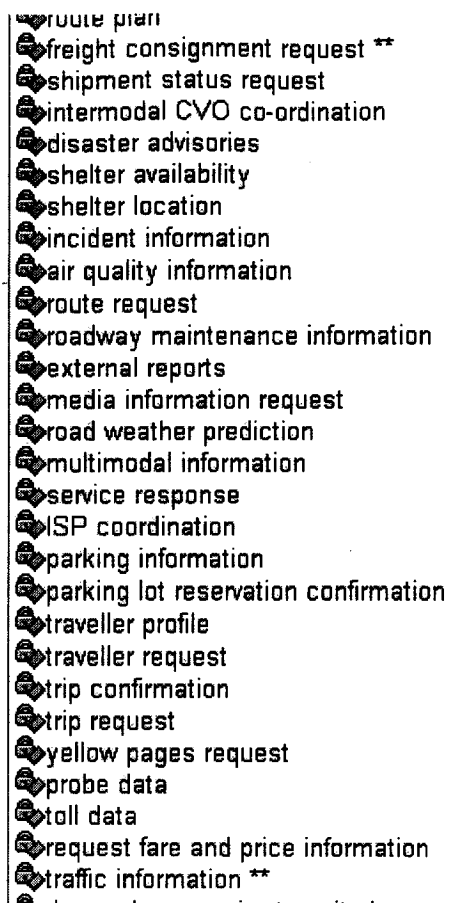 route plan
freight consignment request **
shipment status request
intermodal CVO co-ordination
disaster advisories
shelter availability
shelter location
incident information
air quality information
route request
roadway maintenance information
external reports
media information request
road weather prediction
multimodal information
service response
ISP coordination
parking information
parking lot reservation confirmation
traveller profile
traveller request
trip confirmation
trip request
yellow pages request
probe data
toll data
request fare and price information
traffic information **